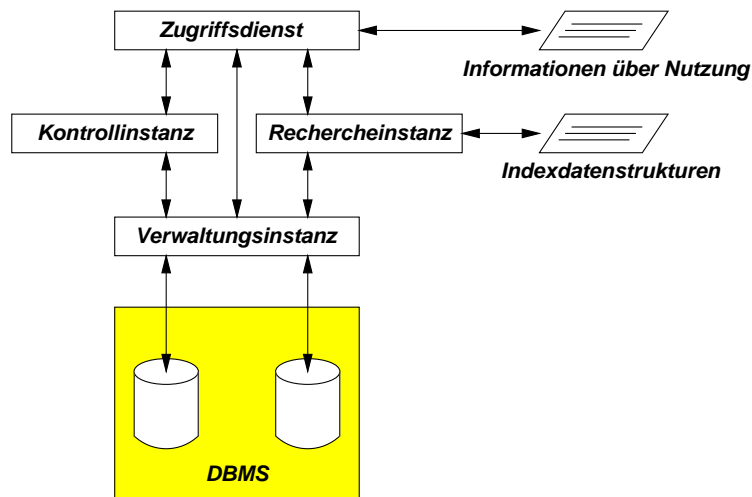 Zugriffsdienst
Informationen über Nutzung
Kontrollinstanz
Rechercheinstanz
Indexdatenstrukturen
Verwaltungsinstanz
DBMS